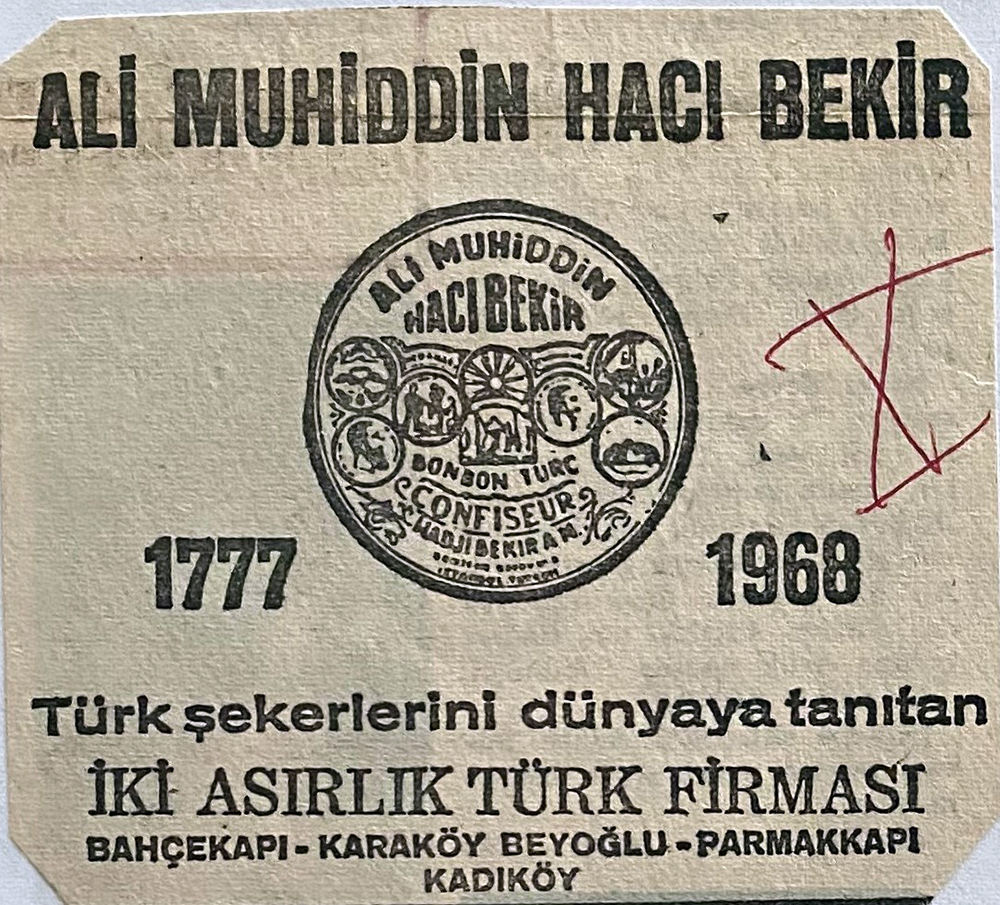 ALİ MUHİDDİN HACI BEKİR
ALİ MUHİDDİN
HACI BEKİR
BONBON TURC
CONFISEUR
HADJI BEKIR A M.
1777
1968
Türk şekerlerini dünyaya tanıtan
İKİ ASIRLIK TÜRK FİRMASI
BAHÇEKAPI - KARAKÖY BEYOĞLU - PARMAKKAPI
KADIKÖY